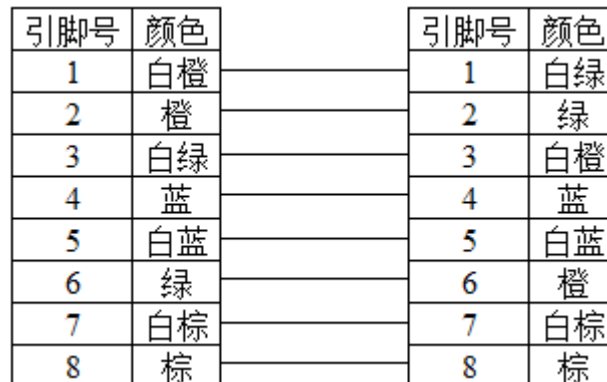 引脚号 颜色 引脚号 颜色
1 白橙 1 白绿
2 橙 2 绿
3 白绿 3 白橙
4 蓝 4 蓝
5 白蓝 5 白蓝
6 绿 6 橙
7 白棕 7 白棕
8 棕 8 棕